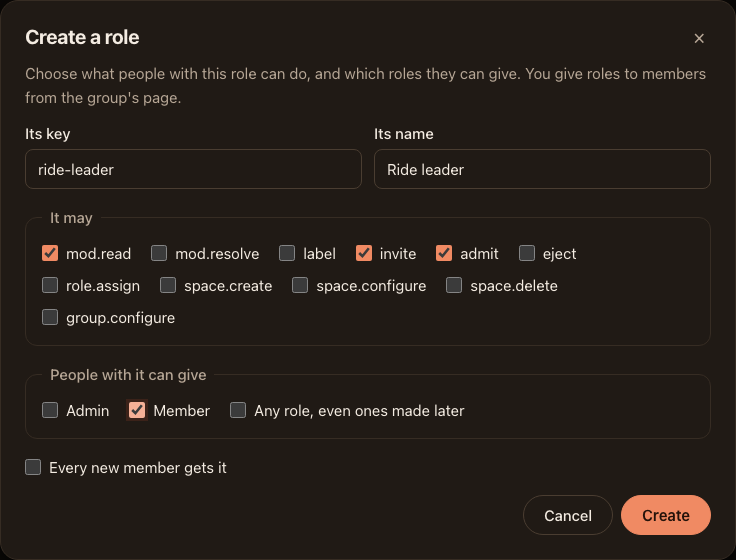 Create a role
Choose what people with this role can do, and which roles they can give. You give roles to members
from the group's page.
Its key
Its name
ride-leader
Ride leader
It may
mod.read mod.resolve label invite admit eject
role.assign space.create space.configure space.delete
group.configure
People with it can give
Admin Member Any role, even ones made later
Every new member gets it
Cancel Create